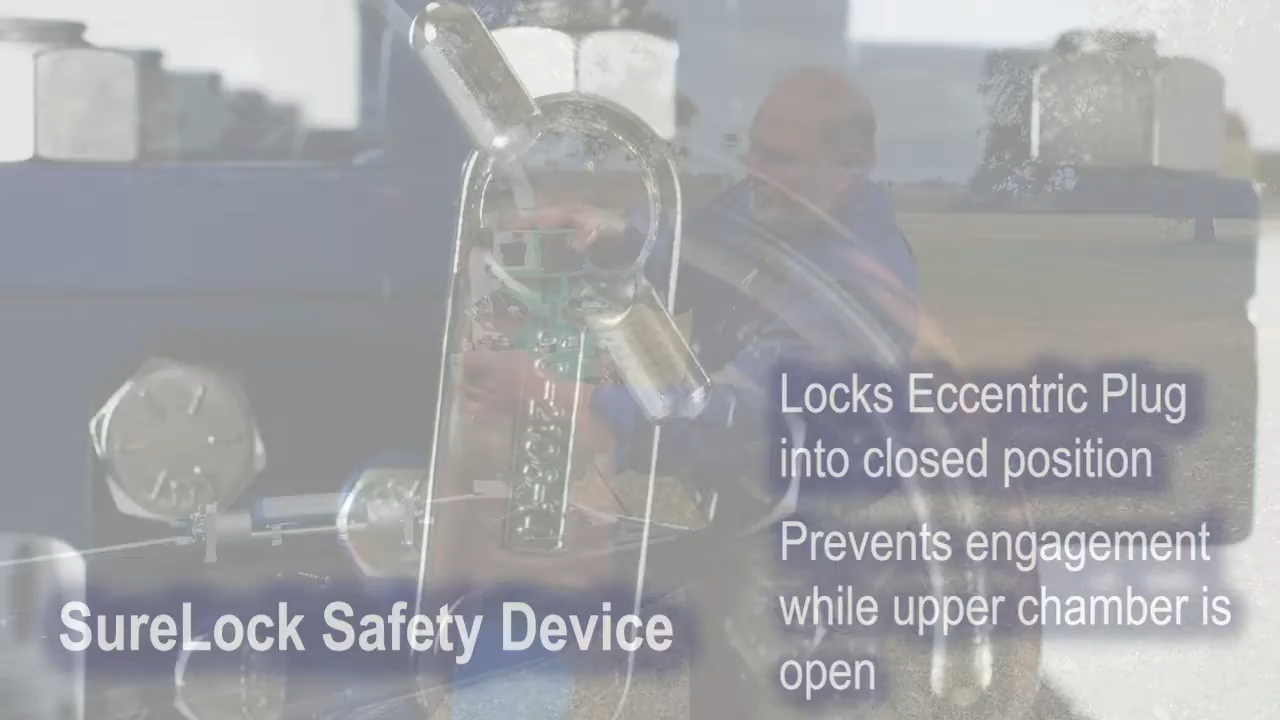 Locks Eccentric Plug
into closed position
Prevents engagement
while upper chamber is
open
SureLock Safety Device